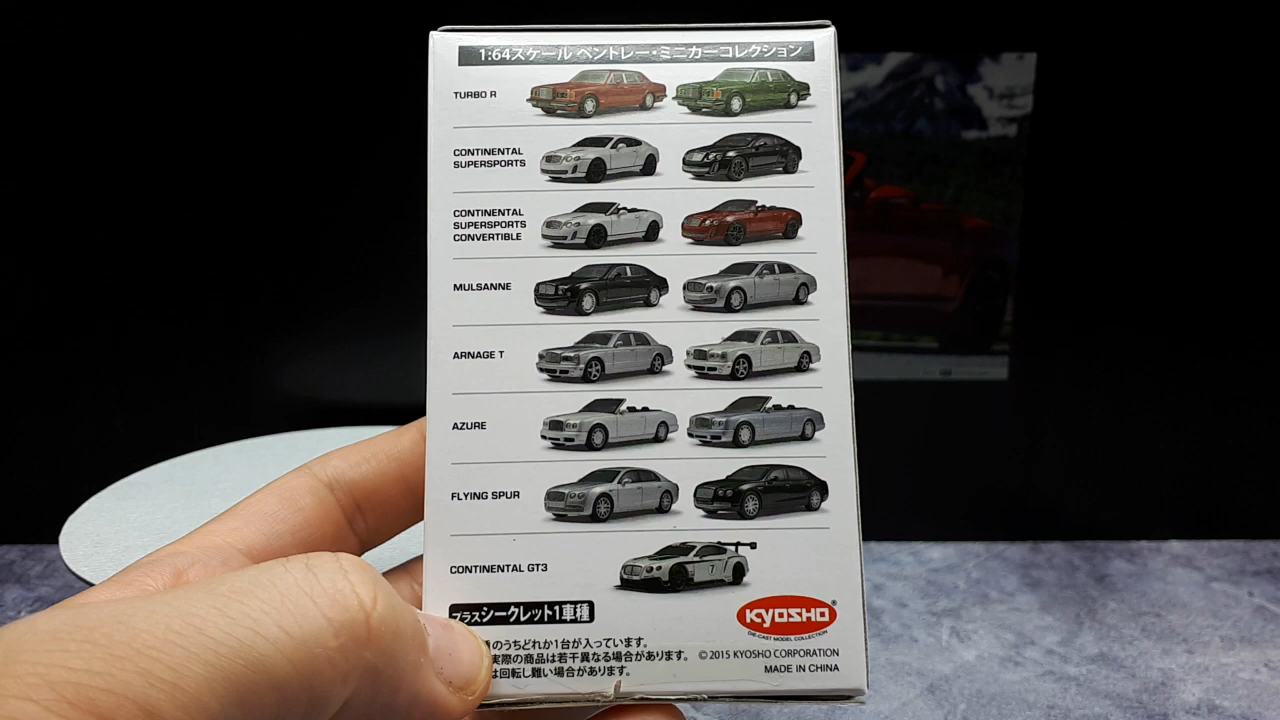 1:64スケール ベントレー・ミニカーコレクション
TURBO R
CONTINENTAL
SUPERSPORTS
CONTINENTAL
SUPERSPORTS
CONVERTIBLE
MULSANNE
ARNAGE T
AZURE
FLYING SPUR
CONTINENTAL GT3
7
プラスシークレット1車種
KYOSHO®
DIE-CAST MODEL COLLECTION
のうちどれか1台が入っています。
実際の商品は若干異なる場合があります。
は回転し難い場合があります。
© 2015 KYOSHO CORPORATION
MADE IN CHINA